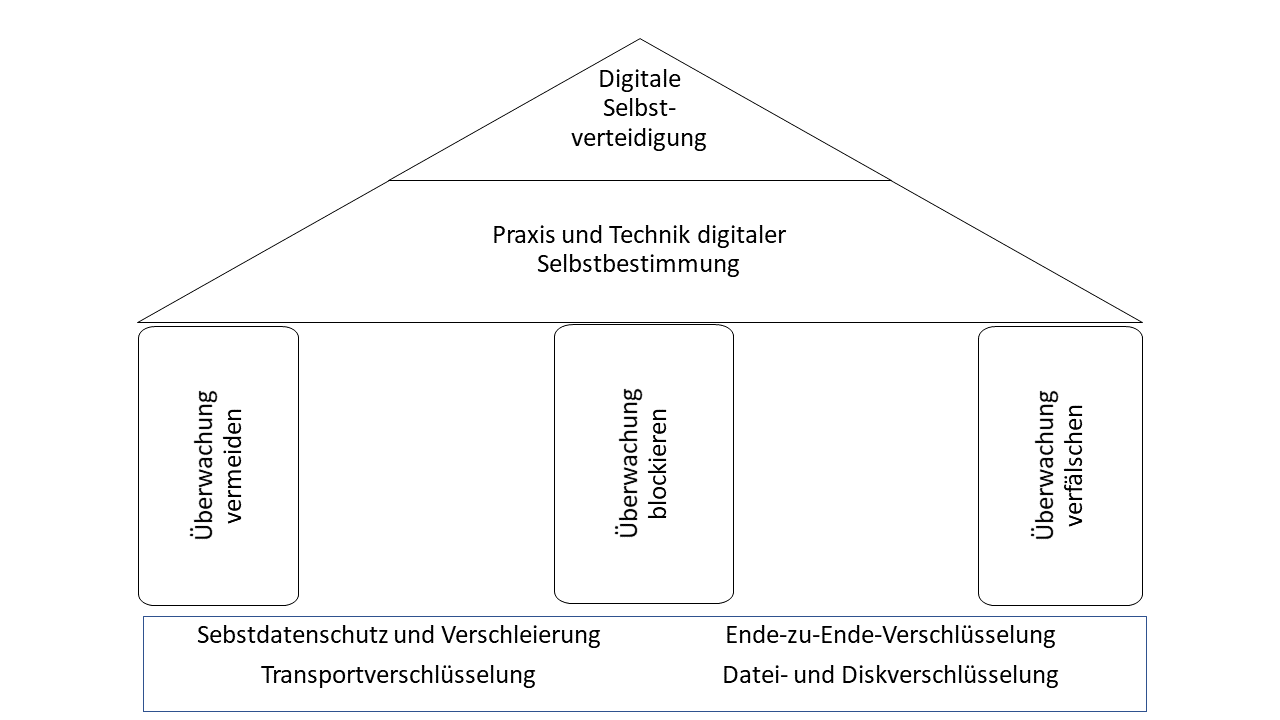 Digitale
Selbst-
verteidigung
Praxis und Technik digitaler
Selbstbestimmung
Überwachung
vermeiden
Überwachung
blockieren
Überwachung
verfälschen
Sebstdatenschutz und Verschleierung
Ende-zu-Ende-Verschlüsselung
Transportverschlüsselung
Datei- und Diskverschlüsselung